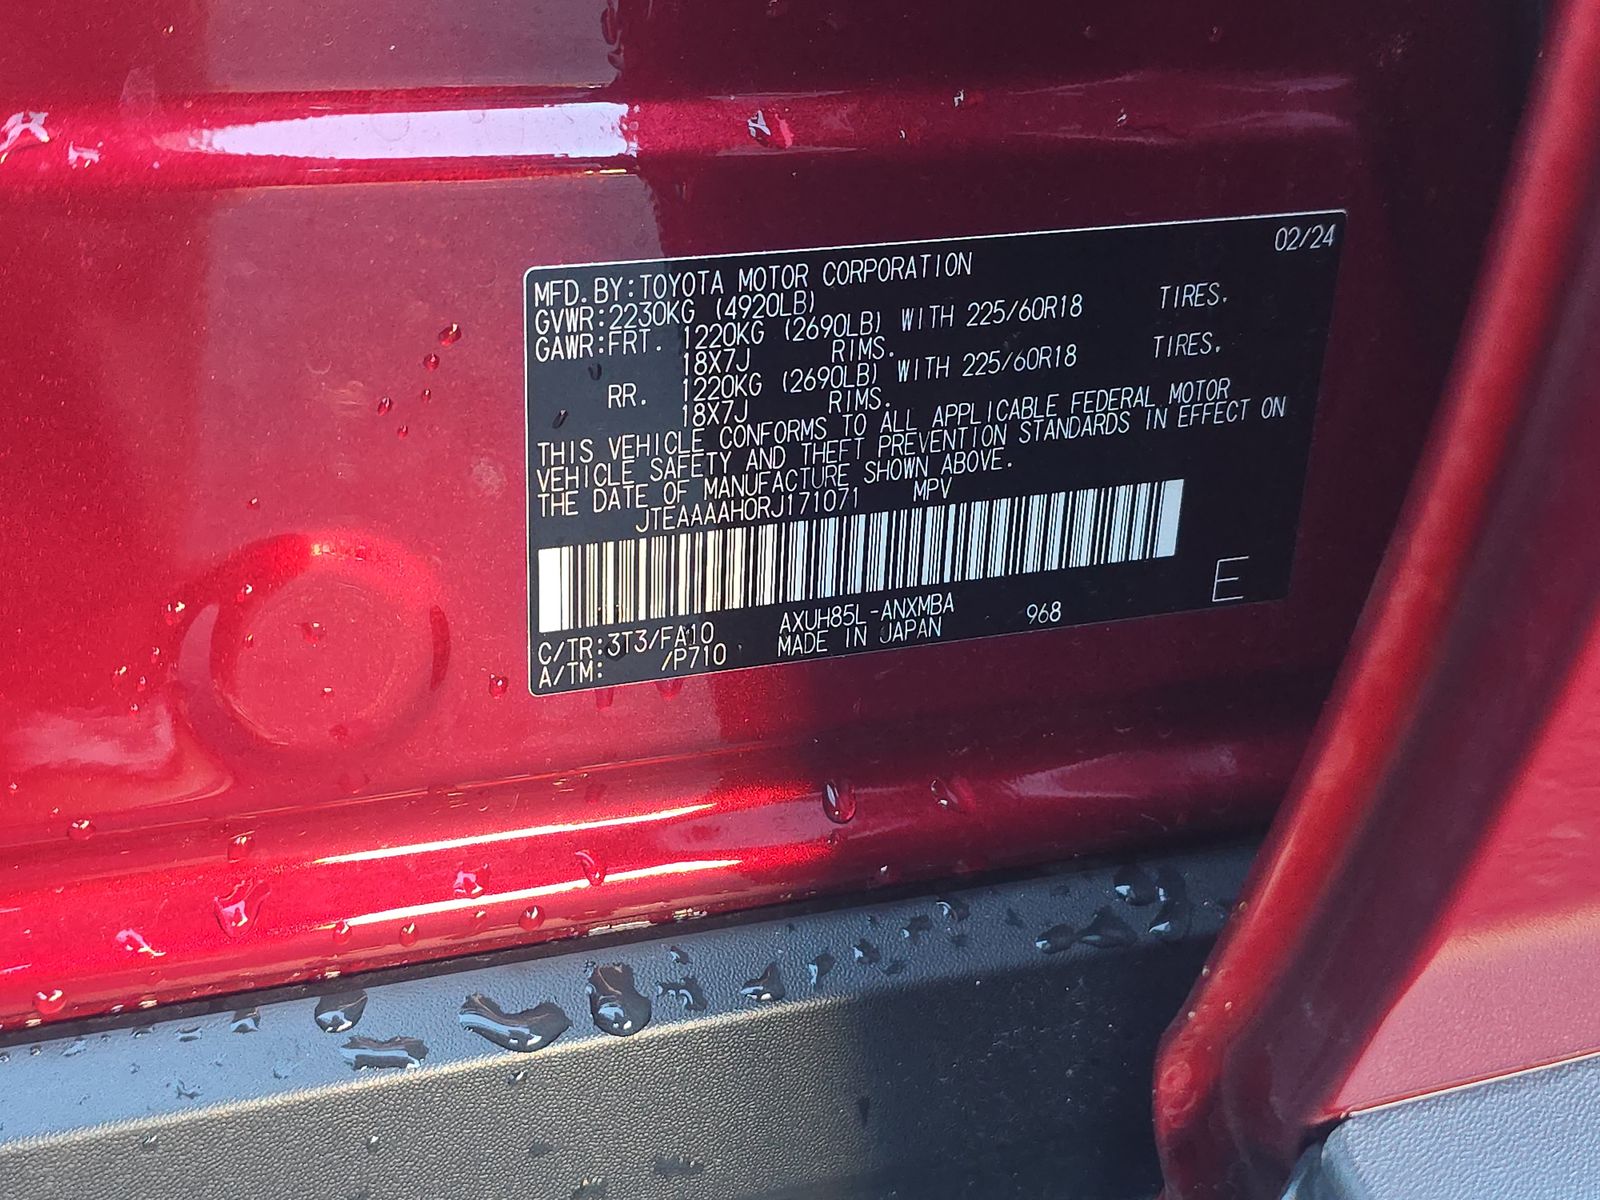 02/24
MFD.BY:TOYOTA MOTOR CORPORATION
GVWR:2230KG (4920LB)
GAWR:FRT. 1220KG (2690LB) WITH 225/60R18 TIRES.
18X7J RIMS.
RR. 1220KG (2690LB) WITH 225/60R18 TIRES.
18X7J RIMS.
THIS VEHICLE CONFORMS TO ALL APPLICABLE FEDERAL MOTOR
VEHICLE SAFETY AND THEFT PREVENTION STANDARDS IN EFFECT ON
THE DATE OF MANUFACTURE SHOWN ABOVE.
JTEAAAAH0RJ171071 MPV
E
C/TR:3T3/FA10 AXUH85L-ANXMBA 968
A/TM: /P710 MADE IN JAPAN